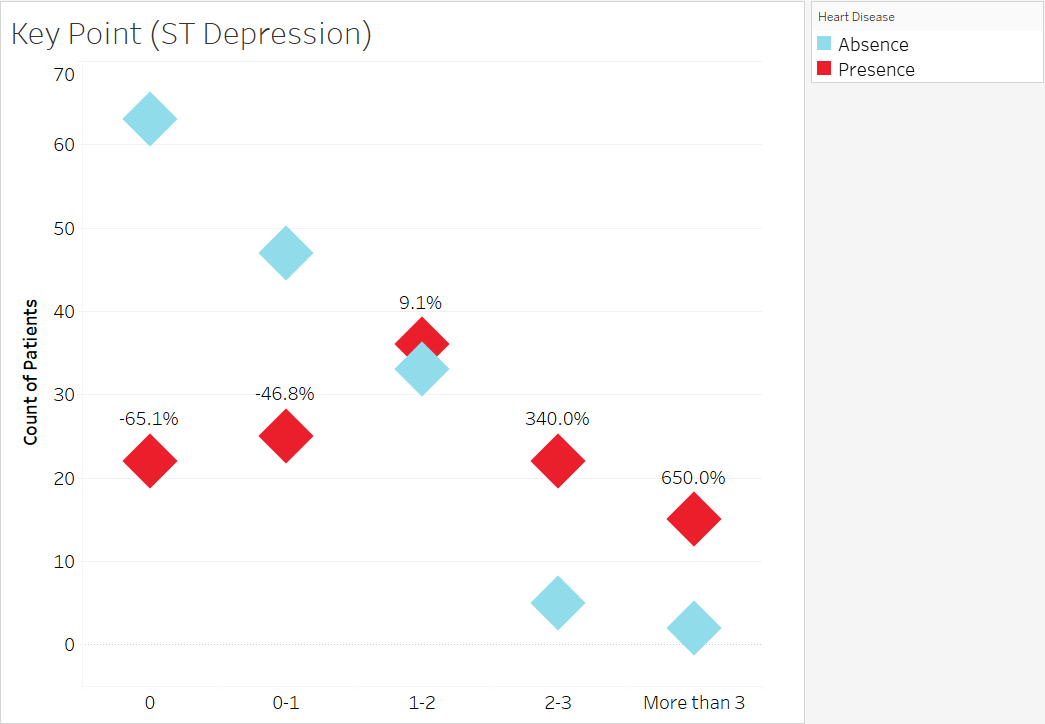 Key Point (ST Depression)
Heart Disease
Absence
Presence
Count of Patients
70
60
50
40
30
20
10
0
-65.1%
-46.8%
9.1%
340.0%
650.0%
0
0-1
1-2
2-3
More than 3